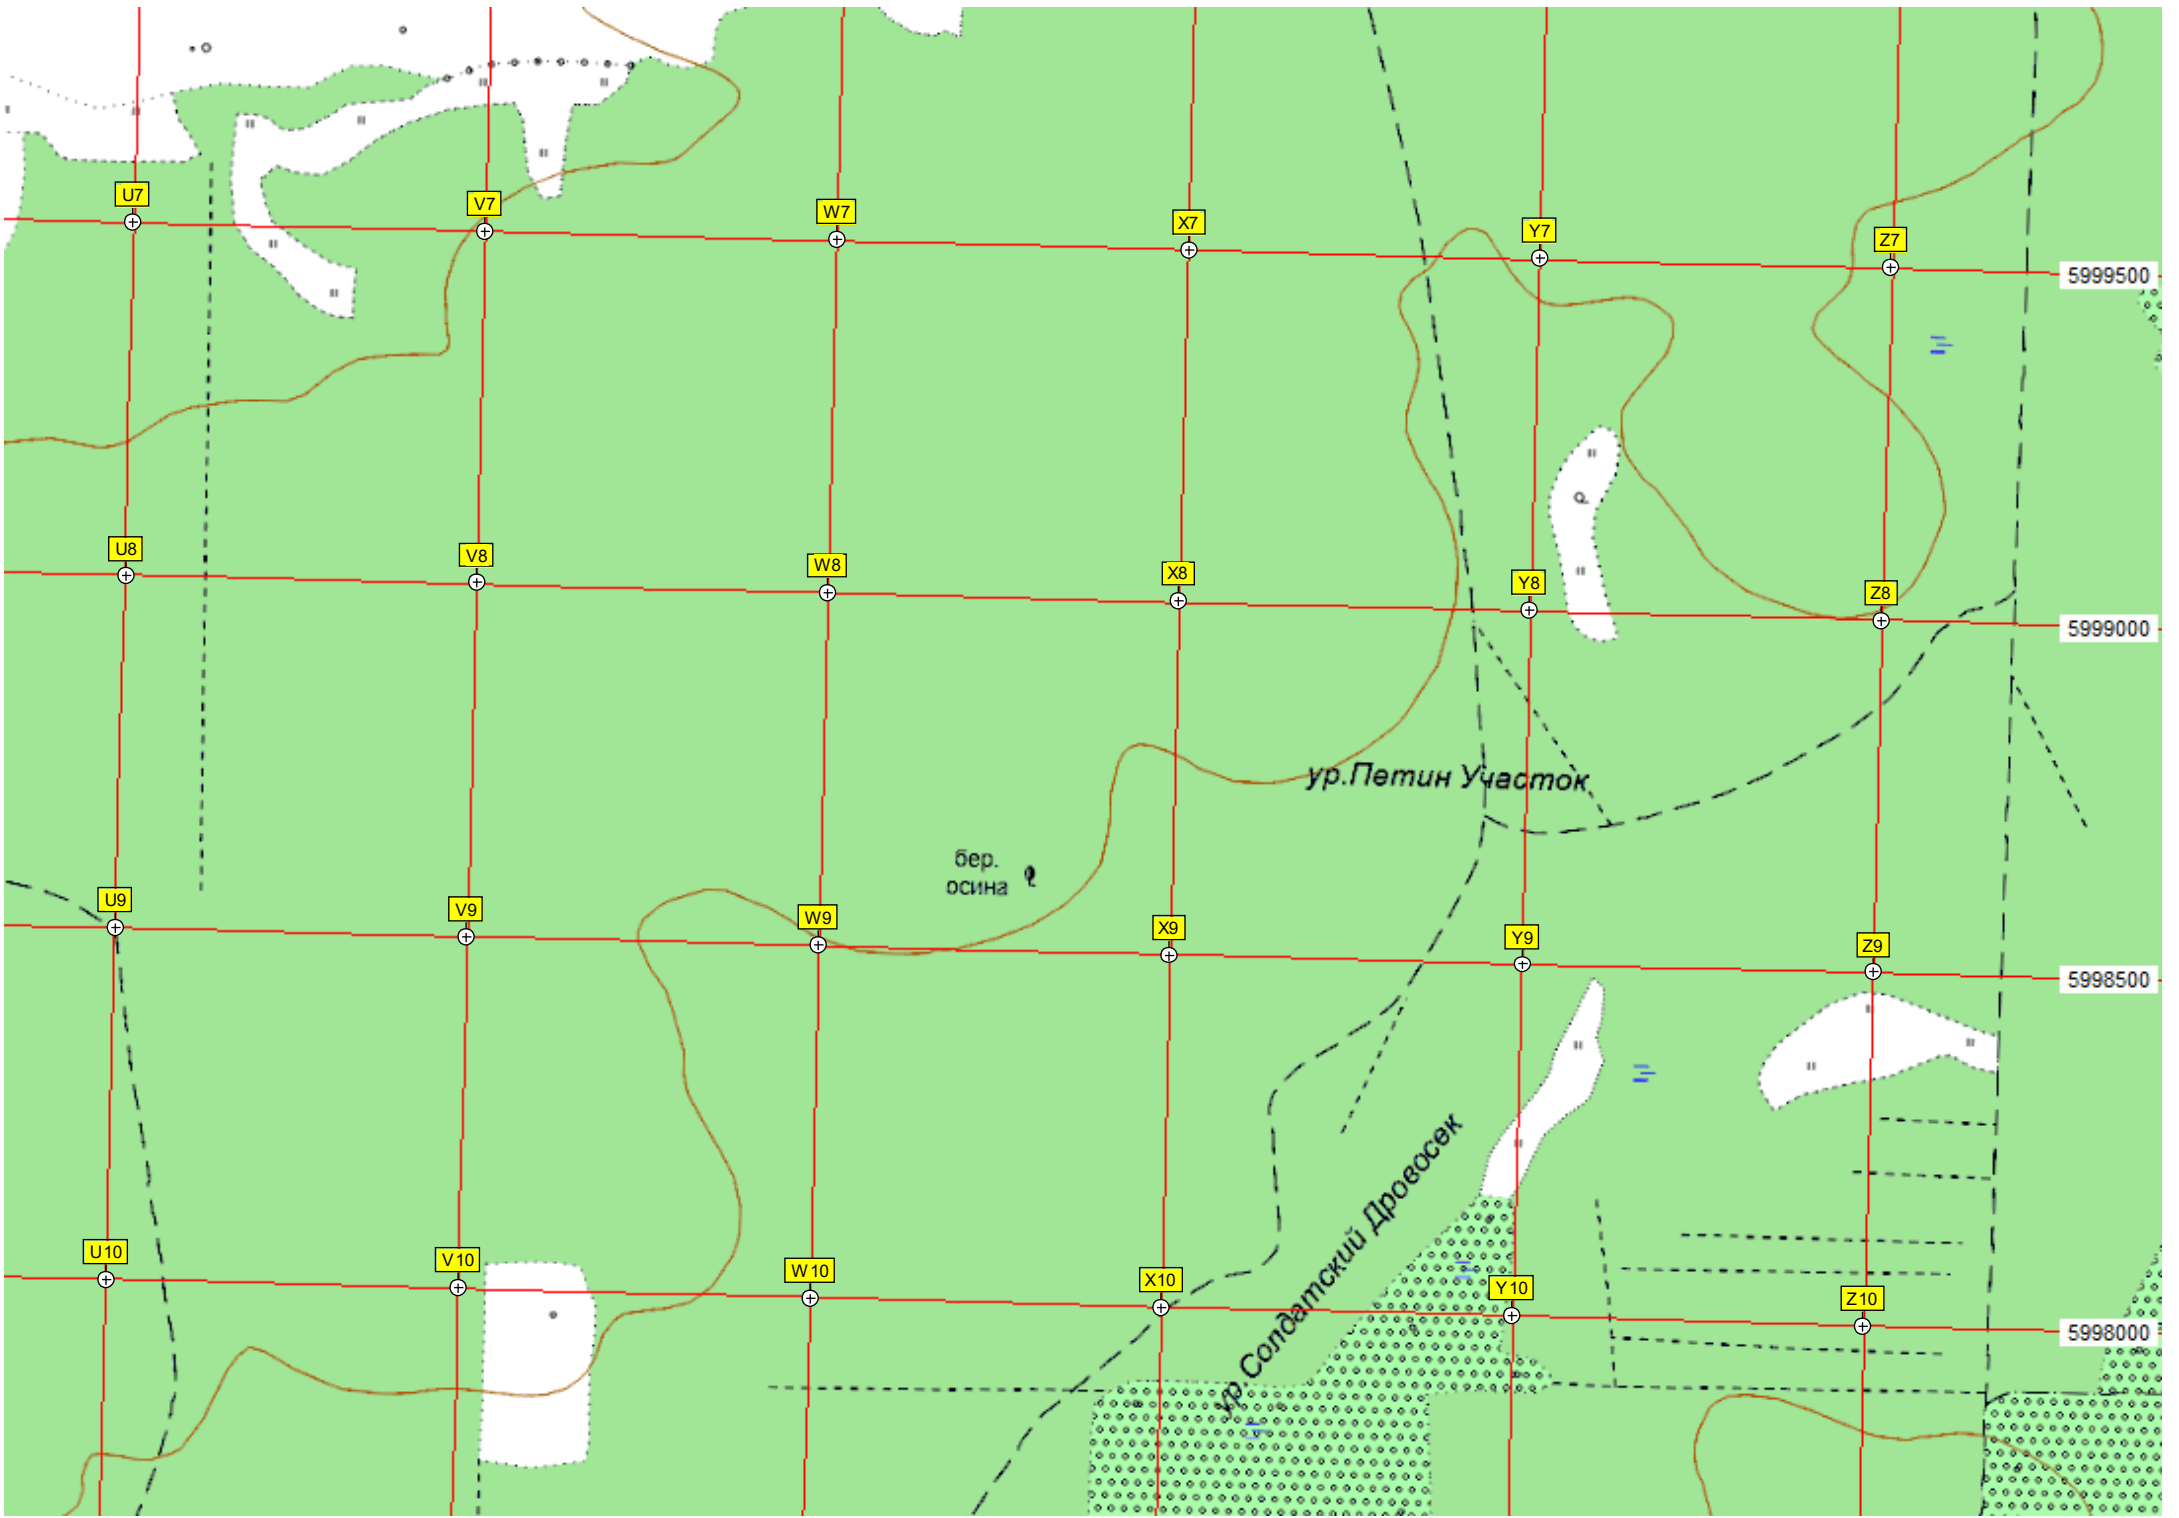 U7
V7
W7
X7
Y7
Z7
5999500
U8
V8
W8
X8
Y8
Z8
5999000
ур.Петин Участок
бер.
осина
U9
V9
W9
X9
Y9
Z9
5998500
ур.Солдатский Дровосек
U10
V10
W10
X10
Y10
Z10
5998000